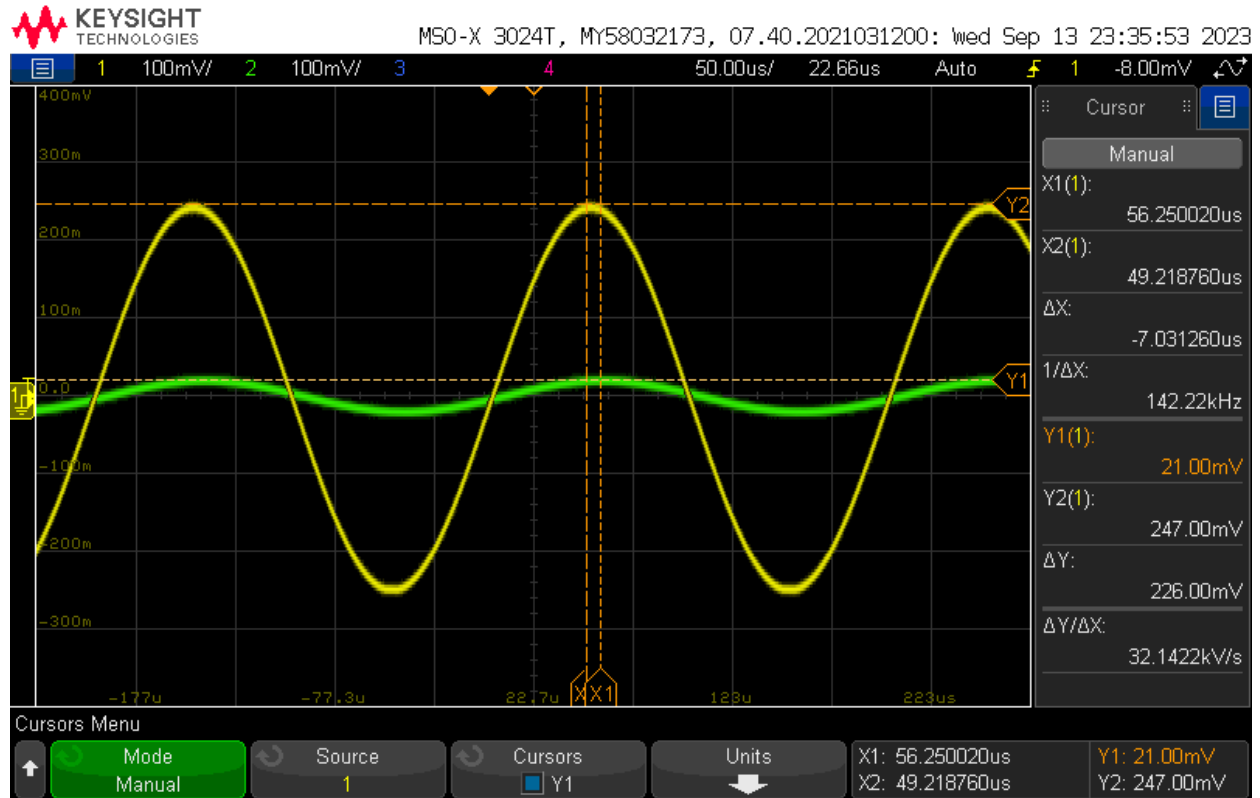 KEYSIGHT
TECHNOLOGIES
MSO-X 3024T, MY58032173, 07.40.2021031200: Wed Sep 13 23:35:53 2023
1 100mV/ 2 100mV/ 3 4 50.00us/ 22.66us Auto 1 -8.00mV
400mV
300m
200m
100m
0.0
-100m
-200m
-300m
-177u -77.3u 22.7u 123u 223us
Y2
Y1
X X1
1
Cursor
Manual
X1(1):
56.250020us
X2(1):
49.218760us
ΔX:
-7.031260us
1/ΔX:
142.22kHz
Y1(1):
21.00mV
Y2(1):
247.00mV
ΔY:
226.00mV
ΔY/ΔX:
32.1422kV/s
Cursors Menu
Mode
Manual
Source
1
Cursors
Y1
Units
X1: 56.250020us
X2: 49.218760us
Y1: 21.00mV
Y2: 247.00mV